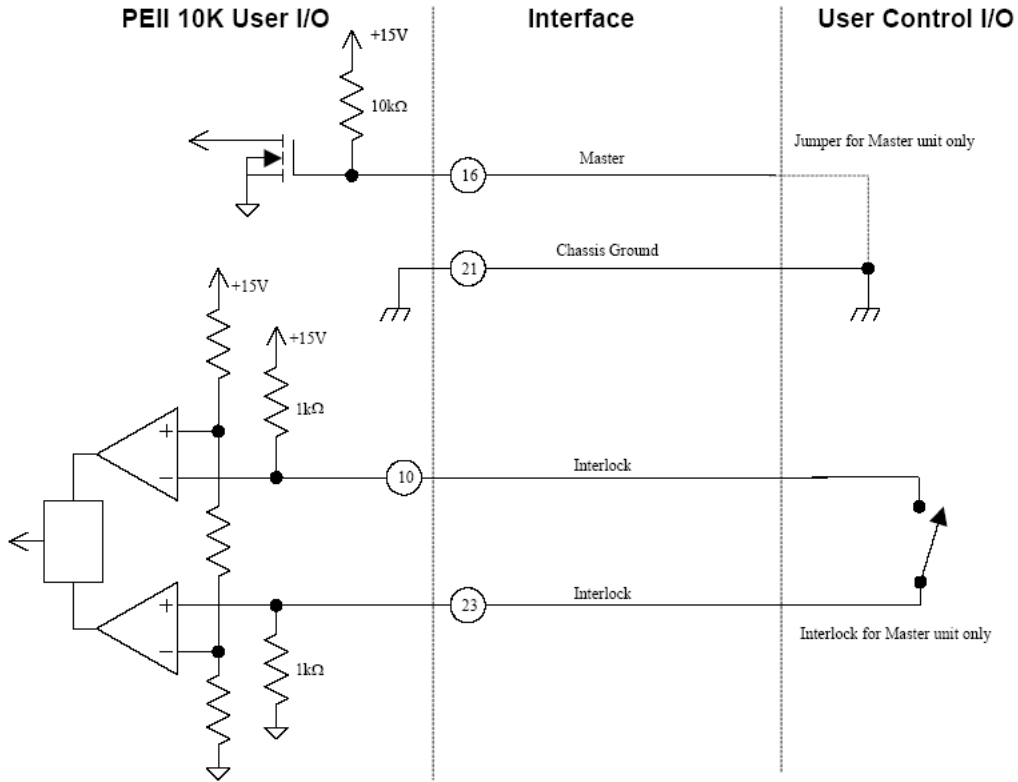 PEII 10K User I/O
Interface
User Control I/O
+15V
10kΩ
Jumper for Master unit only
Master
16
Chassis Ground
21
+15V
+15V
1kΩ
+
−
Interlock
10
+
−
Interlock
23
Interlock for Master unit only
1kΩ